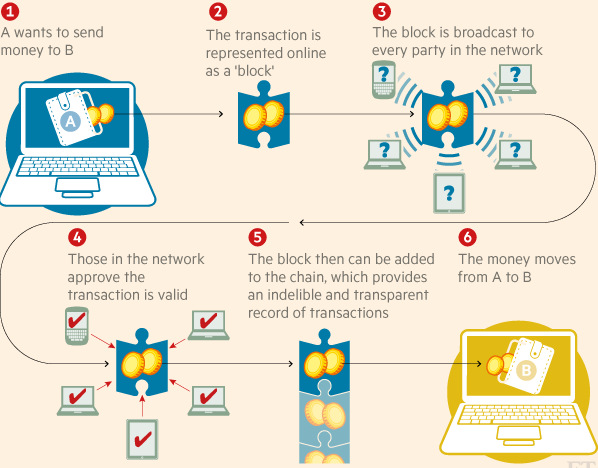 1
A wants to send
money to B
2
The transaction is
represented online
as a 'block'
3
The block is broadcast to
every party in the network
A
?
?
?
?
?
4
Those in the network
approve the
transaction is valid
5
The block then can be added
to the chain, which provides
an indelible and transparent
record of transactions
6
The money moves
from A to B
B